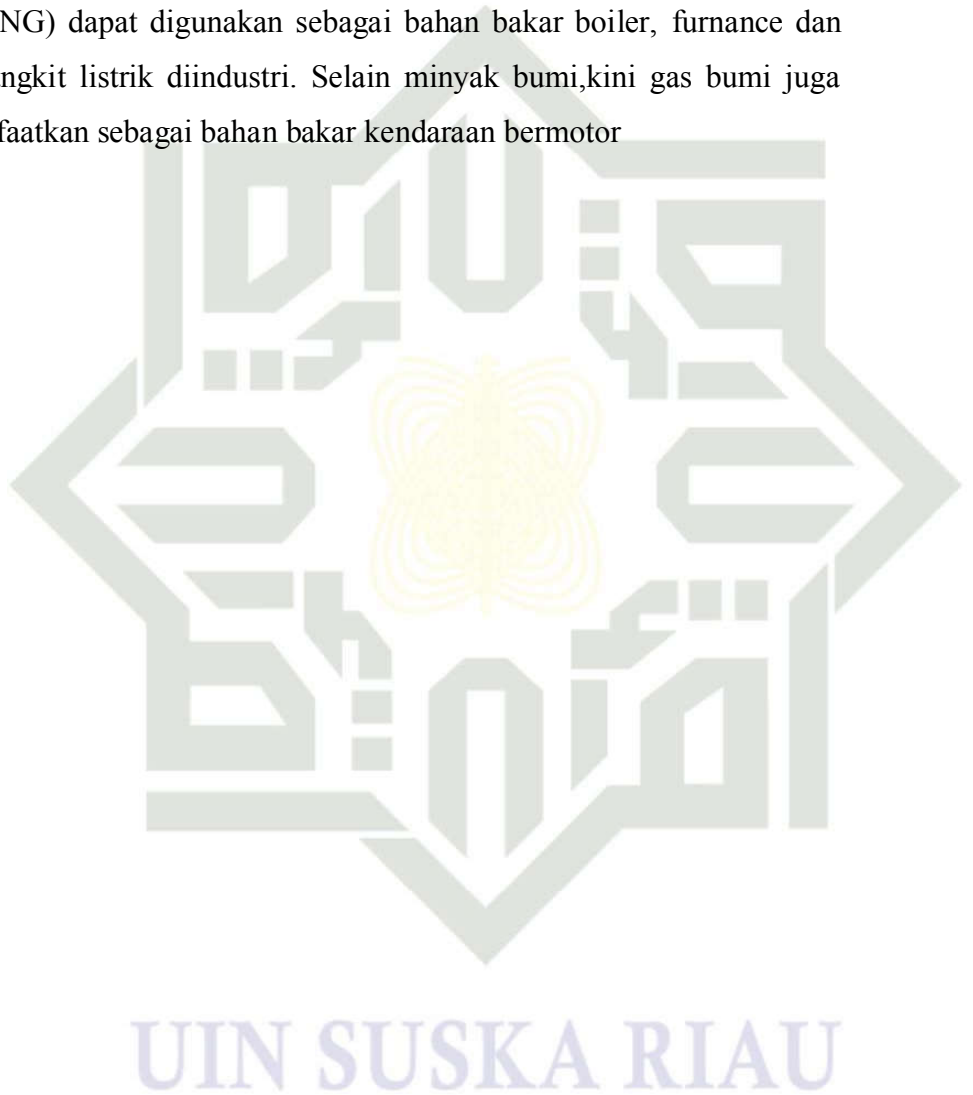 NG) dapat digunakan sebagai bahan bakar boiler, furnance dan
ngkit listrik diindustri. Selain minyak bumi,kini gas bumi juga
faatkan sebagai bahan bakar kendaraan bermotor
UIN SUSKA RIAU